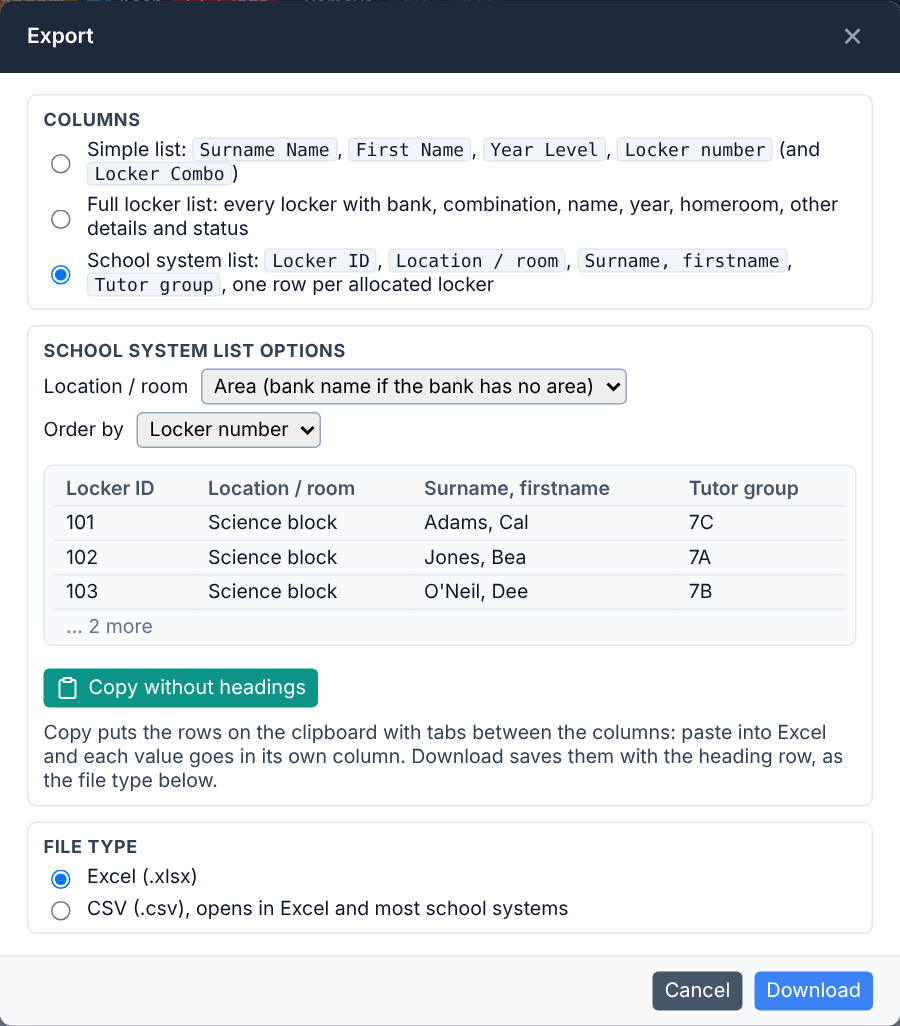 Export
COLUMNS
Simple list: Surname Name, First Name, Year Level, Locker number (and
Locker Combo)
Full locker list: every locker with bank, combination, name, year, homeroom, other
details and status
School system list: Locker ID, Location / room, Surname, firstname,
Tutor group, one row per allocated locker
SCHOOL SYSTEM LIST OPTIONS
Location / room Area (bank name if the bank has no area)
Order by Locker number
Locker ID Location / room Surname, firstname Tutor group
101 Science block Adams, Cal 7C
102 Science block Jones, Bea 7A
103 Science block O'Neil, Dee 7B
... 2 more
Copy without headings
Copy puts the rows on the clipboard with tabs between the columns: paste into Excel
and each value goes in its own column. Download saves them with the heading row, as
the file type below.
FILE TYPE
Excel (.xlsx)
CSV (.csv), opens in Excel and most school systems
Cancel Download